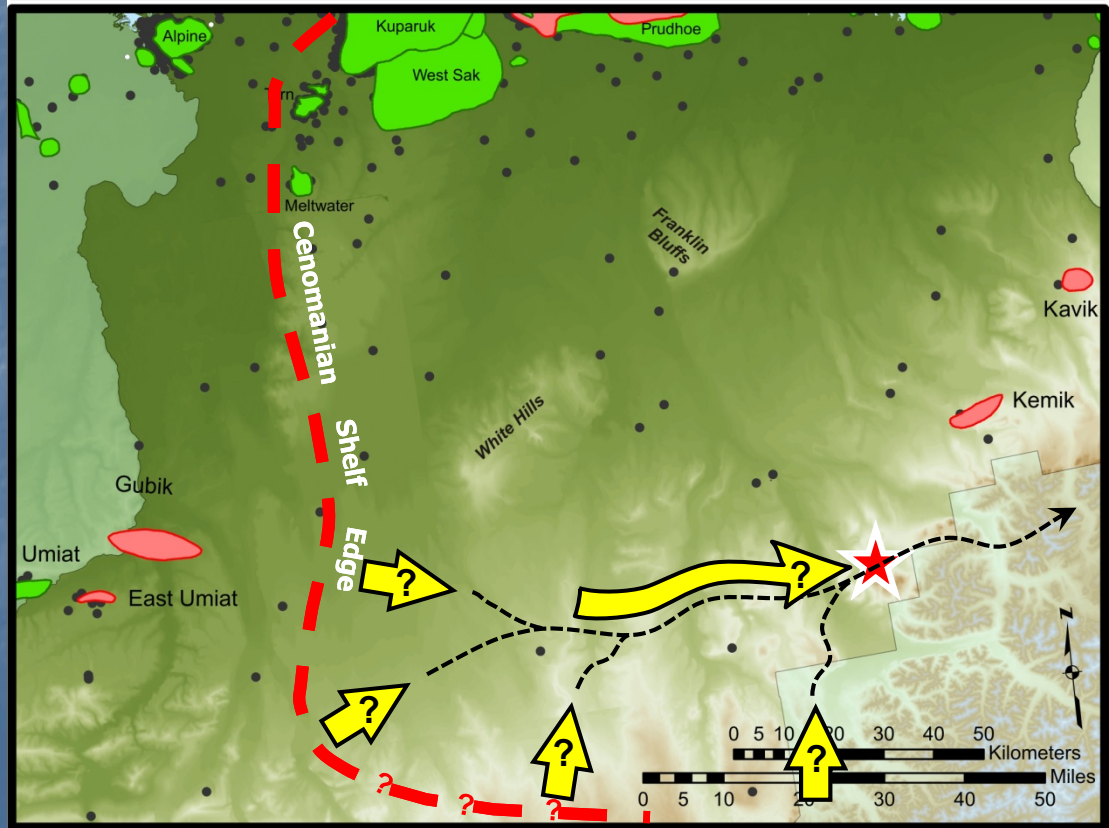 Alpine
Kuparuk
Prudhoe
West Sak
Meltwater
Franklin
Bluffs
Cenomanian
Shelf
Edge
Kavik
Kemik
White Hills
Gubik
Umiat
East Umiat
?
?
?
?
?
?
?
?
?
N
0 5 10 20 30 40 50
Kilometers
Miles
0 5 10 20 30 40 50